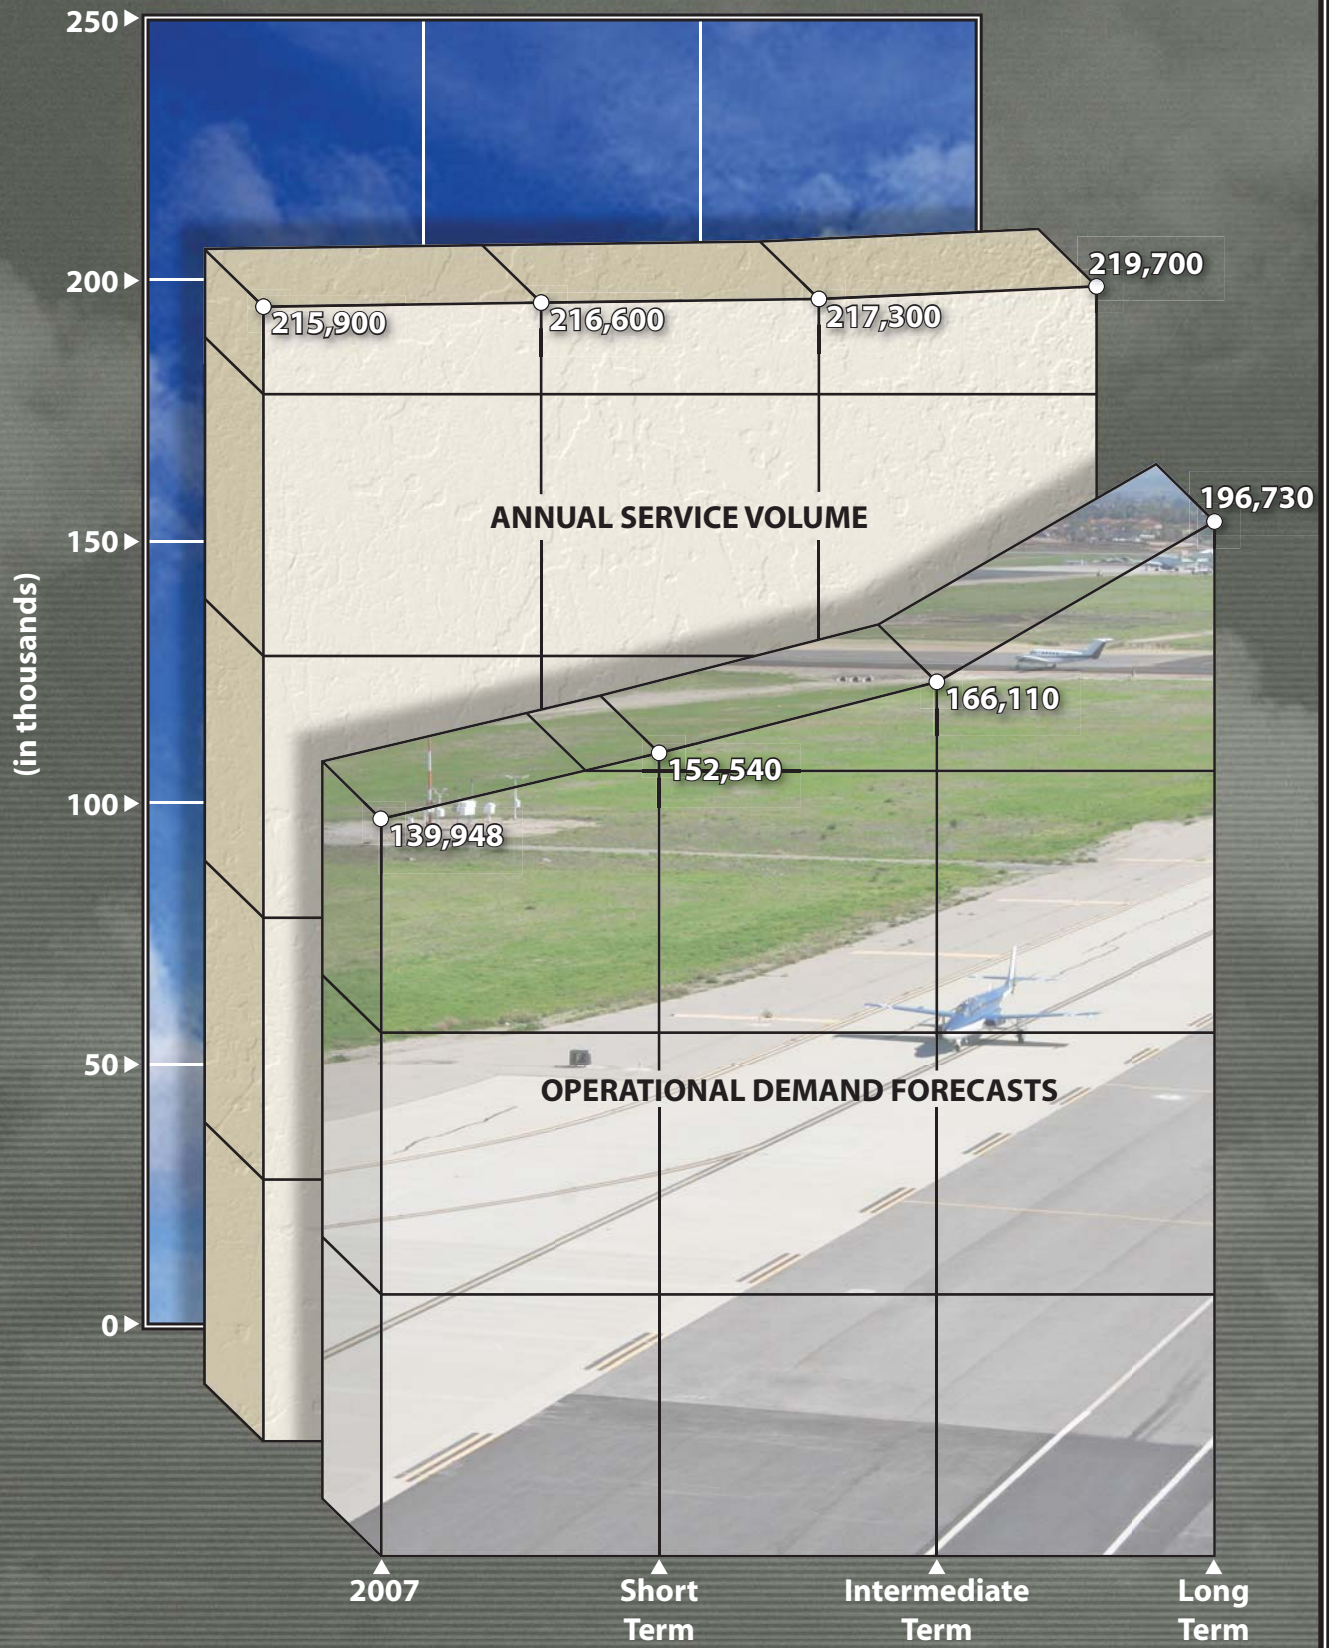 250
200
150
100
50
0
(in thousands)
219,700
215,900
216,600
217,300
196,730
ANNUAL SERVICE VOLUME
166,110
152,540
139,948
OPERATIONAL DEMAND FORECASTS
2007
Short
Term
Intermediate
Term
Long
Term